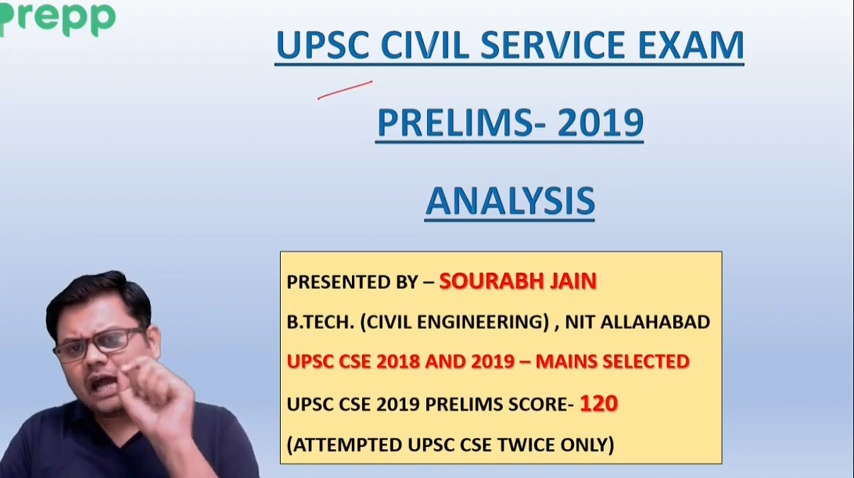 Prepp
UPSC CIVIL SERVICE EXAM
PRELIMS- 2019
ANALYSIS
PRESENTED BY – SOURABH JAIN
B.TECH. (CIVIL ENGINEERING) , NIT ALLAHABAD
UPSC CSE 2018 AND 2019 – MAINS SELECTED
UPSC CSE 2019 PRELIMS SCORE- 120
(ATTEMPTED UPSC CSE TWICE ONLY)